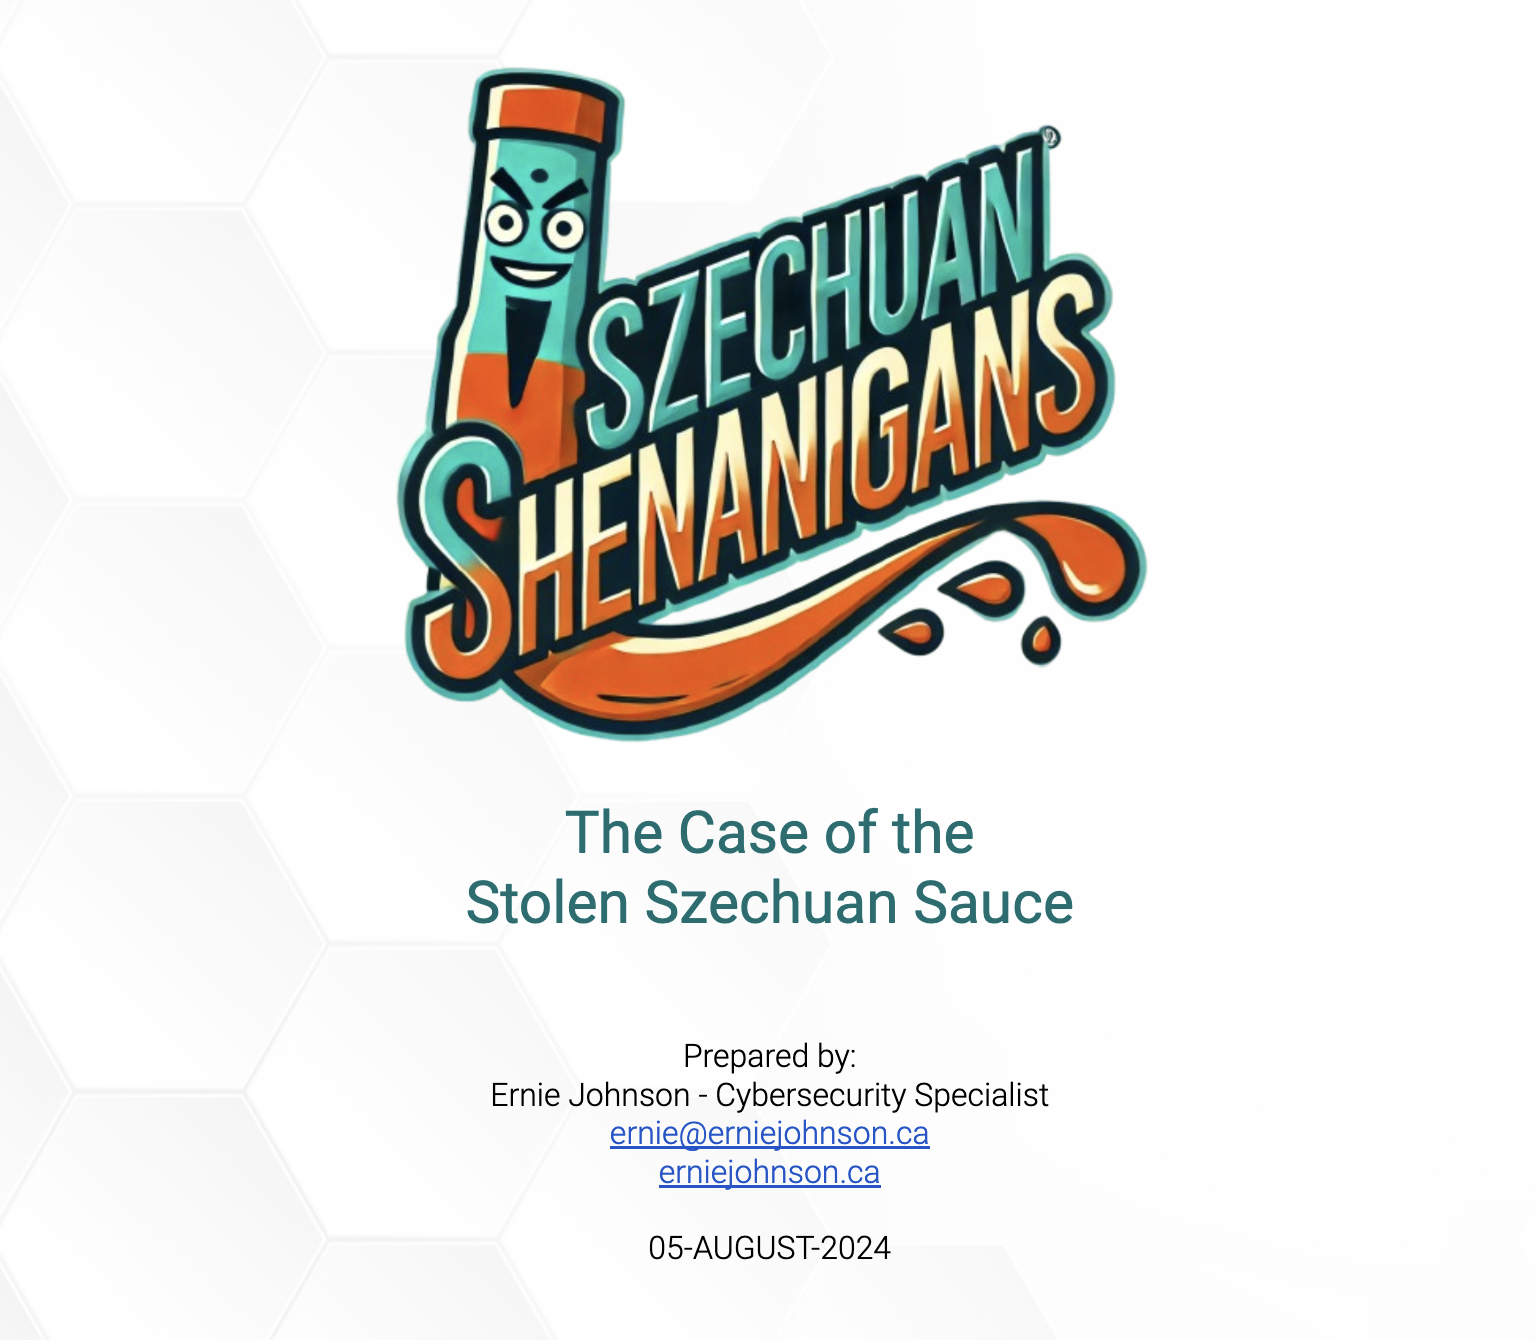 SZECHUAN
SHENANIGANS
The Case of the
Stolen Szechuan Sauce
Prepared by:
Ernie Johnson - Cybersecurity Specialist
ernie@erniejohnson.ca
erniejohnson.ca
05-AUGUST-2024